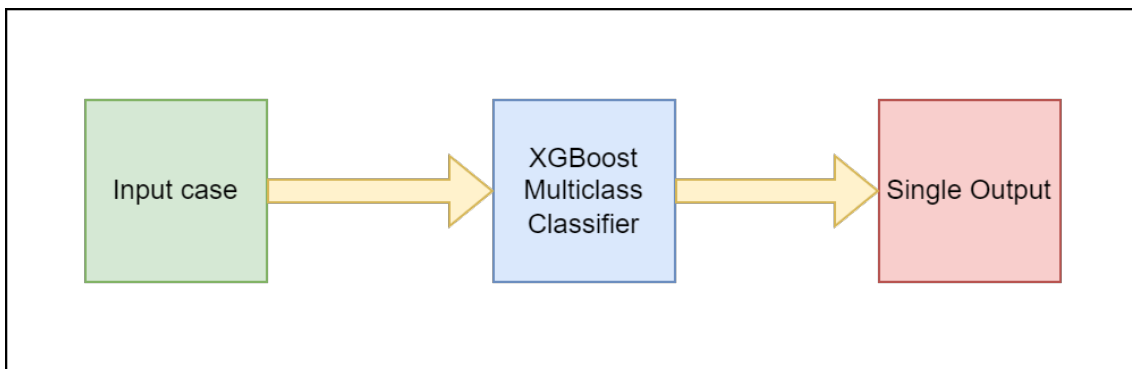 Input case
XGBoost
Multiclass
Classifier
Single Output